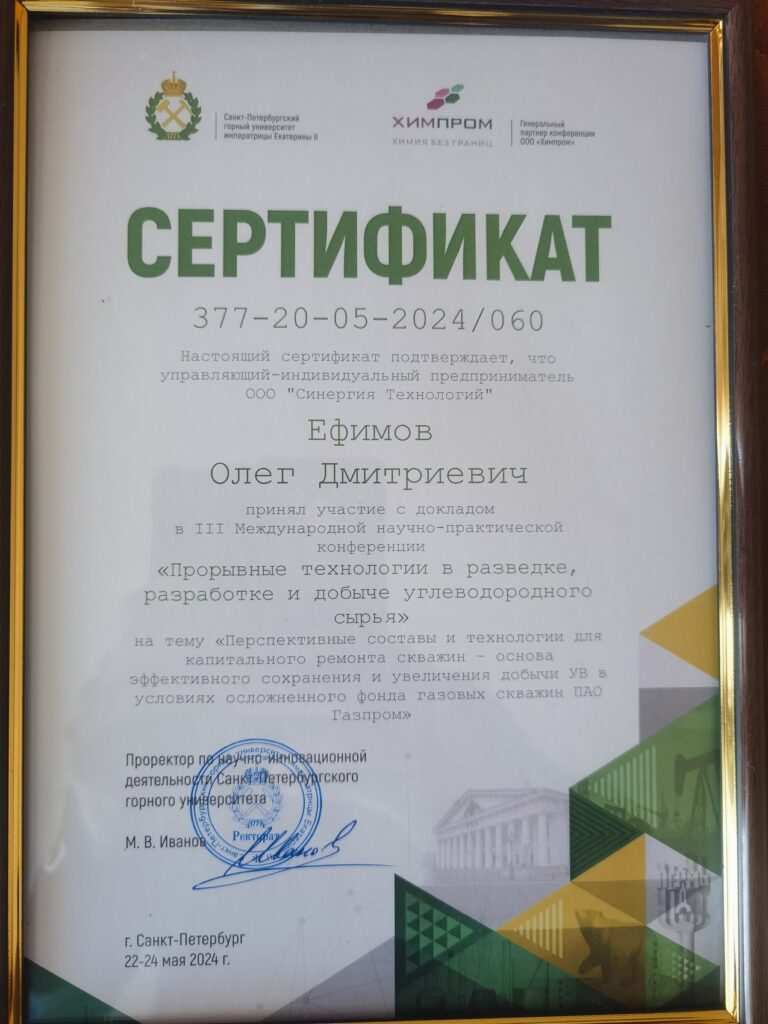 Санкт-Петербургский
горный университет
императрицы Екатерины II
ХИМПРОМ
ХИМИЯ БЕЗ ГРАНИЦ
Генеральный
партнер конференции
ООО «Химпром»
1773
СЕРТИФИКАТ
377-20-05-2024/060
Настоящий сертификат подтверждает, что
управляющий-индивидуальный предприниматель
ООО "Синергия Технологий"
Ефимов
Олег Дмитриевич
принял участие с докладом
в III Международной научно-практической
конференции
«Прорывные технологии в разведке,
разработке и добыче углеводородного
сырья»
на тему «Перспективные составы и технологии для
капитального ремонта скважин – основа
эффективного сохранения и увеличения добычи УВ в
условиях осложненного фонда газовых скважин ПАО
Газпром»
Проректор по научно-инновационной
деятельности Санкт-Петербургского
горного университета
М. В. Иванов
Ректорат
г. Санкт-Петербург
22-24 мая 2024 г.